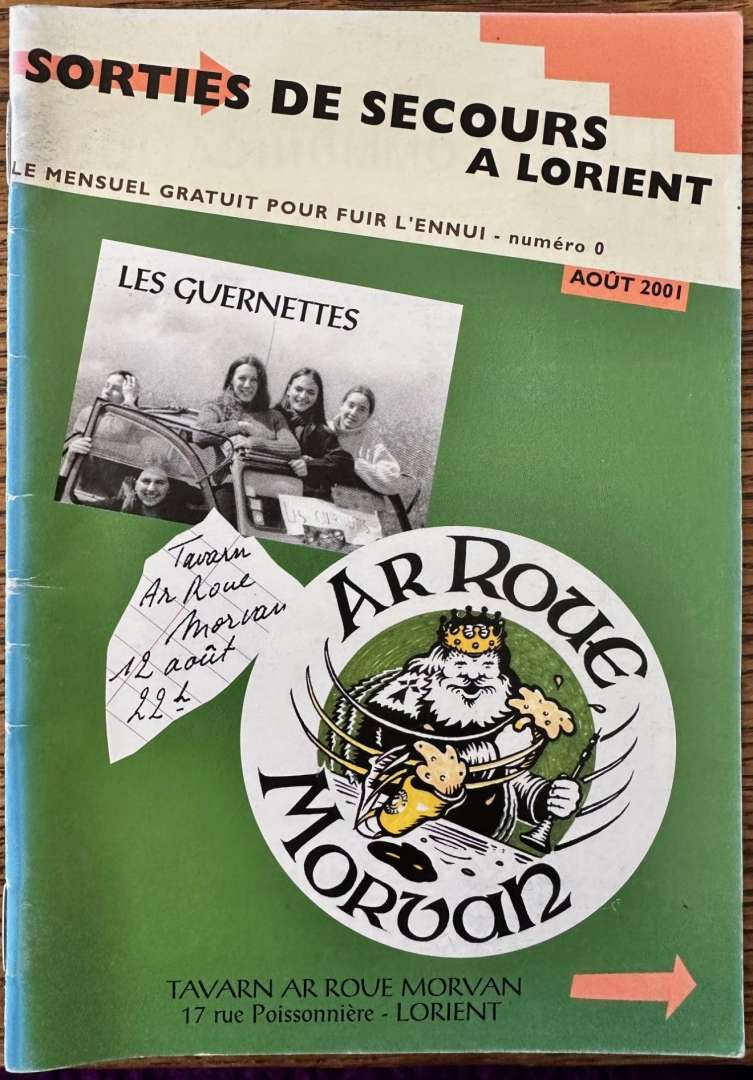 SORTIES DE SECOURS
A LORIENT
LE MENSUEL GRATUIT POUR FUIR L'ENNUI - numéro 0
AOÛT 2001
LES GUERNETTES
Tavarn
Ar Roue
Morvan
12 août
22 h
AR ROUE
MORVAN
TAVARN AR ROUE MORVAN
17 rue Poissonnière - LORIENT